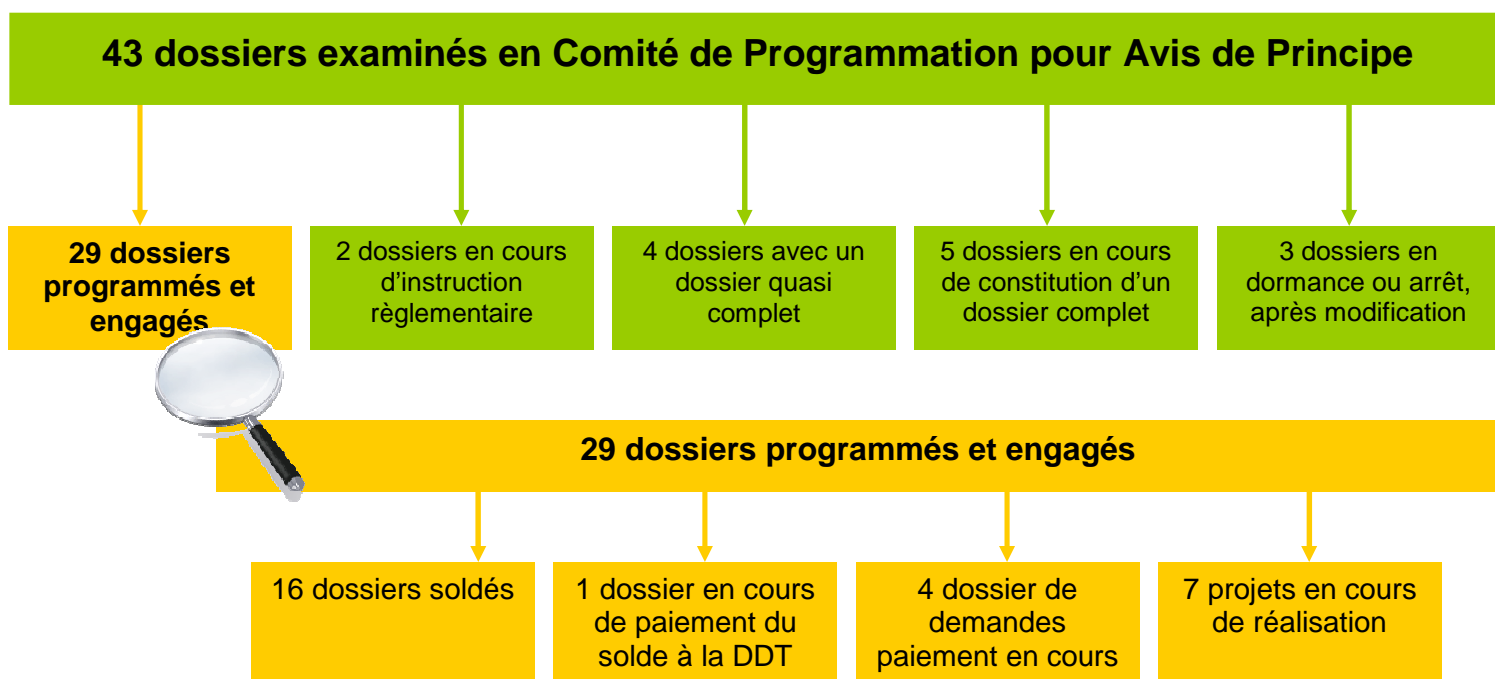 43 dossiers examinés en Comité de Programmation pour Avis de Principe
29 dossiers
programmés et
engagés
2 dossiers en cours
d'instruction
règlementaire
4 dossiers avec un
dossier quasi
complet
5 dossiers en cours
de constitution d'un
dossier complet
3 dossiers en
dormance ou arrêt,
après modification
29 dossiers programmés et engagés
16 dossiers soldés
1 dossier en cours
de paiement du
solde à la DDT
4 dossier de
demandes
paiement en cours
7 projets en cours
de réalisation